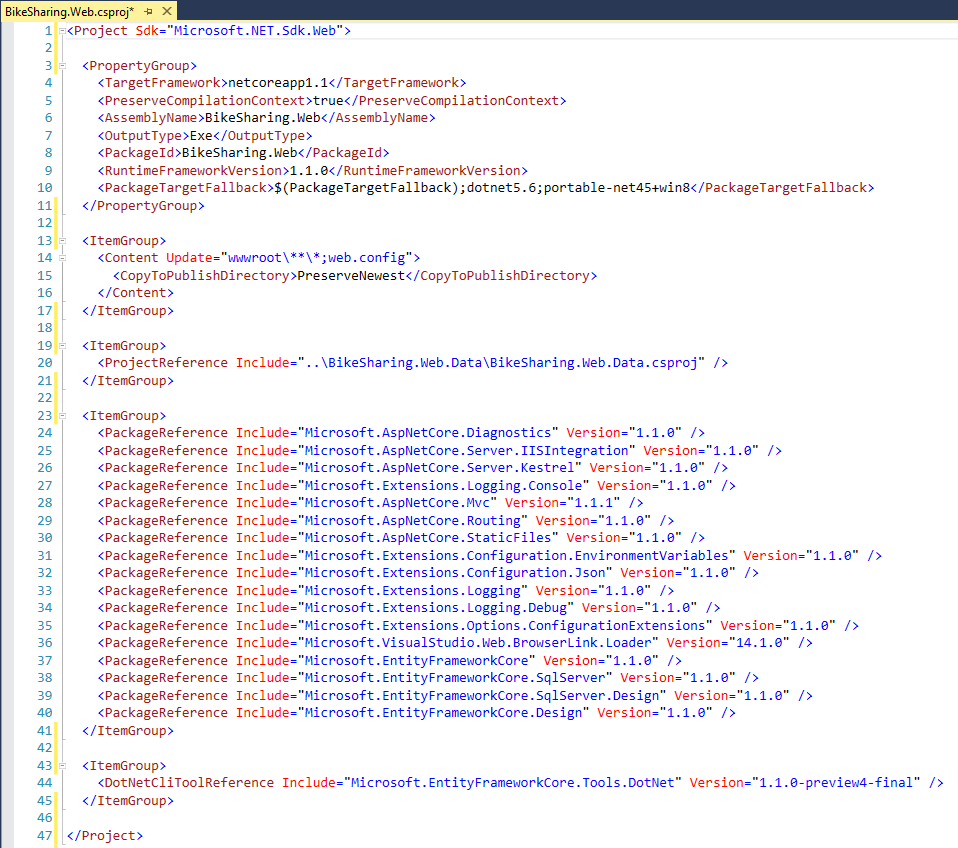 BikeSharing.Web.csproj*
1 <Project Sdk="Microsoft.NET.Sdk.Web">
2
3 <PropertyGroup>
4 <TargetFramework>netcoreapp1.1</TargetFramework>
5 <PreserveCompilationContext>true</PreserveCompilationContext>
6 <AssemblyName>BikeSharing.Web</AssemblyName>
7 <OutputType>Exe</OutputType>
8 <PackageId>BikeSharing.Web</PackageId>
9 <RuntimeFrameworkVersion>1.1.0</RuntimeFrameworkVersion>
10 <PackageTargetFallback>$(PackageTargetFallback);dotnet5.6;portable-net45+win8</PackageTargetFallback>
11 </PropertyGroup>
12
13 <ItemGroup>
14 <Content Update="wwwroot\**\*;web.config">
15 <CopyToPublishDirectory>PreserveNewest</CopyToPublishDirectory>
16 </Content>
17 </ItemGroup>
18
19 <ItemGroup>
20 <ProjectReference Include="..\BikeSharing.Web.Data\BikeSharing.Web.Data.csproj" />
21 </ItemGroup>
22
23 <ItemGroup>
24 <PackageReference Include="Microsoft.AspNetCore.Diagnostics" Version="1.1.0" />
25 <PackageReference Include="Microsoft.AspNetCore.Server.IISIntegration" Version="1.1.0" />
26 <PackageReference Include="Microsoft.AspNetCore.Server.Kestrel" Version="1.1.0" />
27 <PackageReference Include="Microsoft.Extensions.Logging.Console" Version="1.1.0" />
28 <PackageReference Include="Microsoft.AspNetCore.Mvc" Version="1.1.1" />
29 <PackageReference Include="Microsoft.AspNetCore.Routing" Version="1.1.0" />
30 <PackageReference Include="Microsoft.AspNetCore.StaticFiles" Version="1.1.0" />
31 <PackageReference Include="Microsoft.Extensions.Configuration.EnvironmentVariables" Version="1.1.0" />
32 <PackageReference Include="Microsoft.Extensions.Configuration.Json" Version="1.1.0" />
33 <PackageReference Include="Microsoft.Extensions.Logging" Version="1.1.0" />
34 <PackageReference Include="Microsoft.Extensions.Logging.Debug" Version="1.1.0" />
35 <PackageReference Include="Microsoft.Extensions.Options.ConfigurationExtensions" Version="1.1.0" />
36 <PackageReference Include="Microsoft.VisualStudio.Web.BrowserLink.Loader" Version="14.1.0" />
37 <PackageReference Include="Microsoft.EntityFrameworkCore" Version="1.1.0" />
38 <PackageReference Include="Microsoft.EntityFrameworkCore.SqlServer" Version="1.1.0" />
39 <PackageReference Include="Microsoft.EntityFrameworkCore.SqlServer.Design" Version="1.1.0" />
40 <PackageReference Include="Microsoft.EntityFrameworkCore.Design" Version="1.1.0" />
41 </ItemGroup>
42
43 <ItemGroup>
44 <DotNetCliToolReference Include="Microsoft.EntityFrameworkCore.Tools.DotNet" Version="1.1.0-preview4-final" />
45 </ItemGroup>
46
47 </Project>